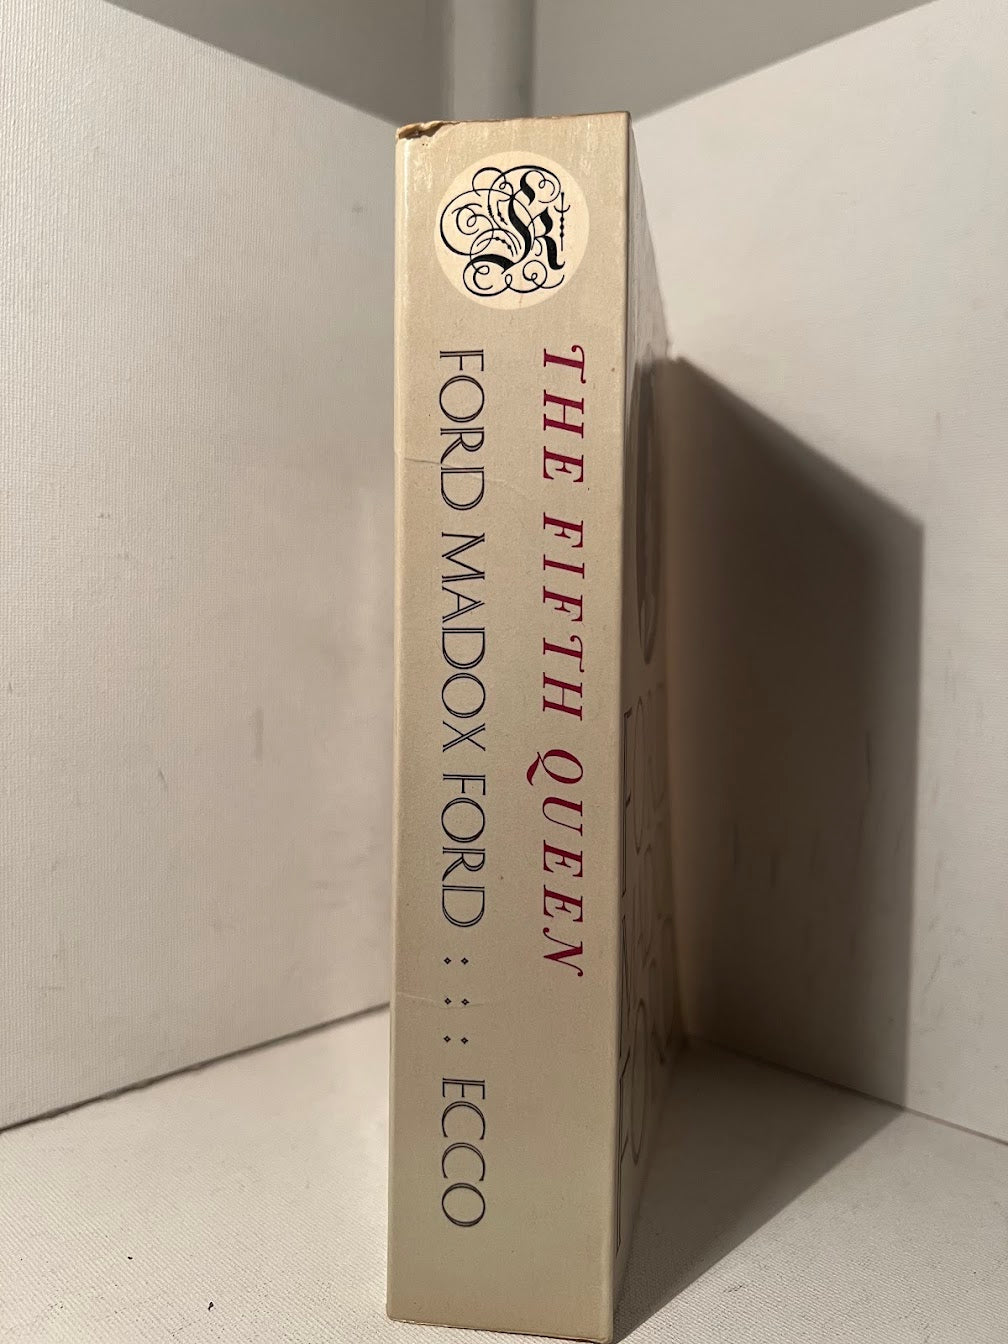 THE FIFTH QUEEN
FORD MADOX FORD :: :: :: ECCO